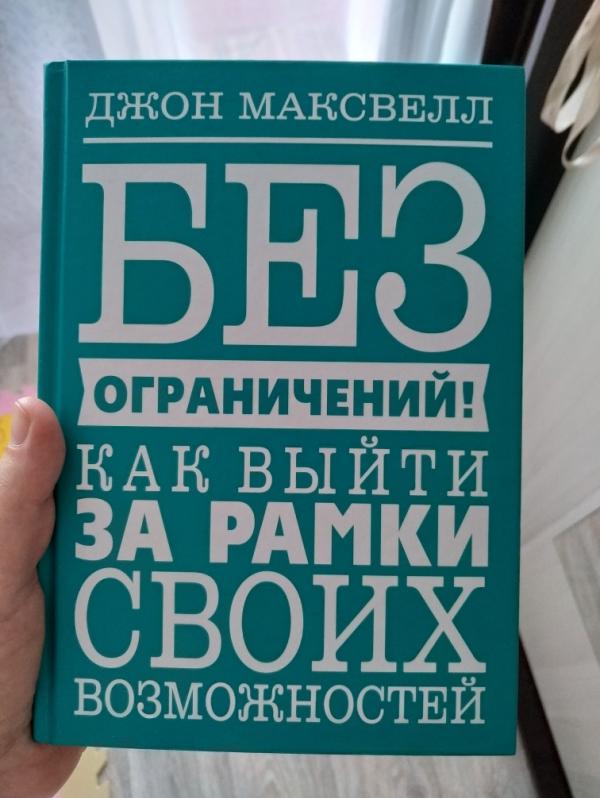 ДЖОН МАКСВЕЛЛ
БЕЗ
ОГРАНИЧЕНИЙ!
КАК ВЫЙТИ
ЗА РАМКИ
СВОИХ
ВОЗМОЖНОСТЕЙ